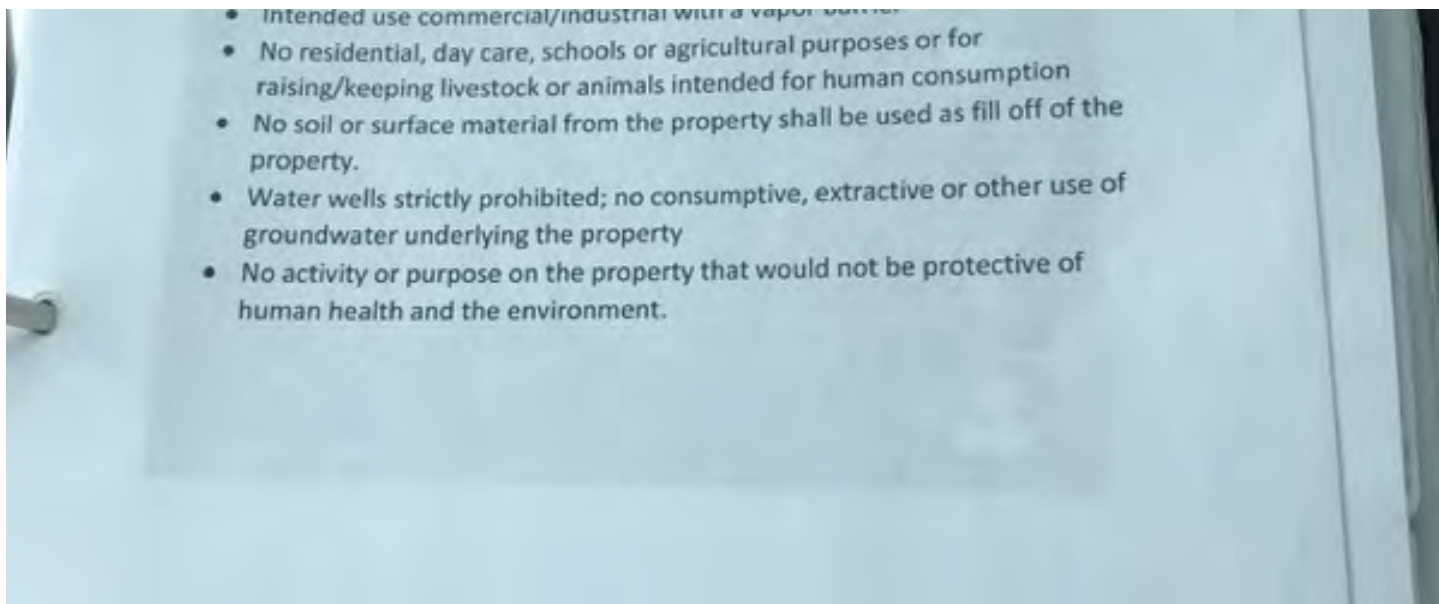 • Intended use commercial/industrial with a vapor barrier
• No residential, day care, schools or agricultural purposes or for
raising/keeping livestock or animals intended for human consumption
• No soil or surface material from the property shall be used as fill off of the
property.
• Water wells strictly prohibited; no consumptive, extractive or other use of
groundwater underlying the property
• No activity or purpose on the property that would not be protective of
human health and the environment.